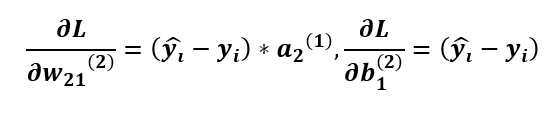 ∂L/∂w₂₁⁽²⁾ = (ŷᵢ − yᵢ) * a₂⁽¹⁾, ∂L/∂b₁⁽²⁾ = (ŷᵢ − yᵢ)